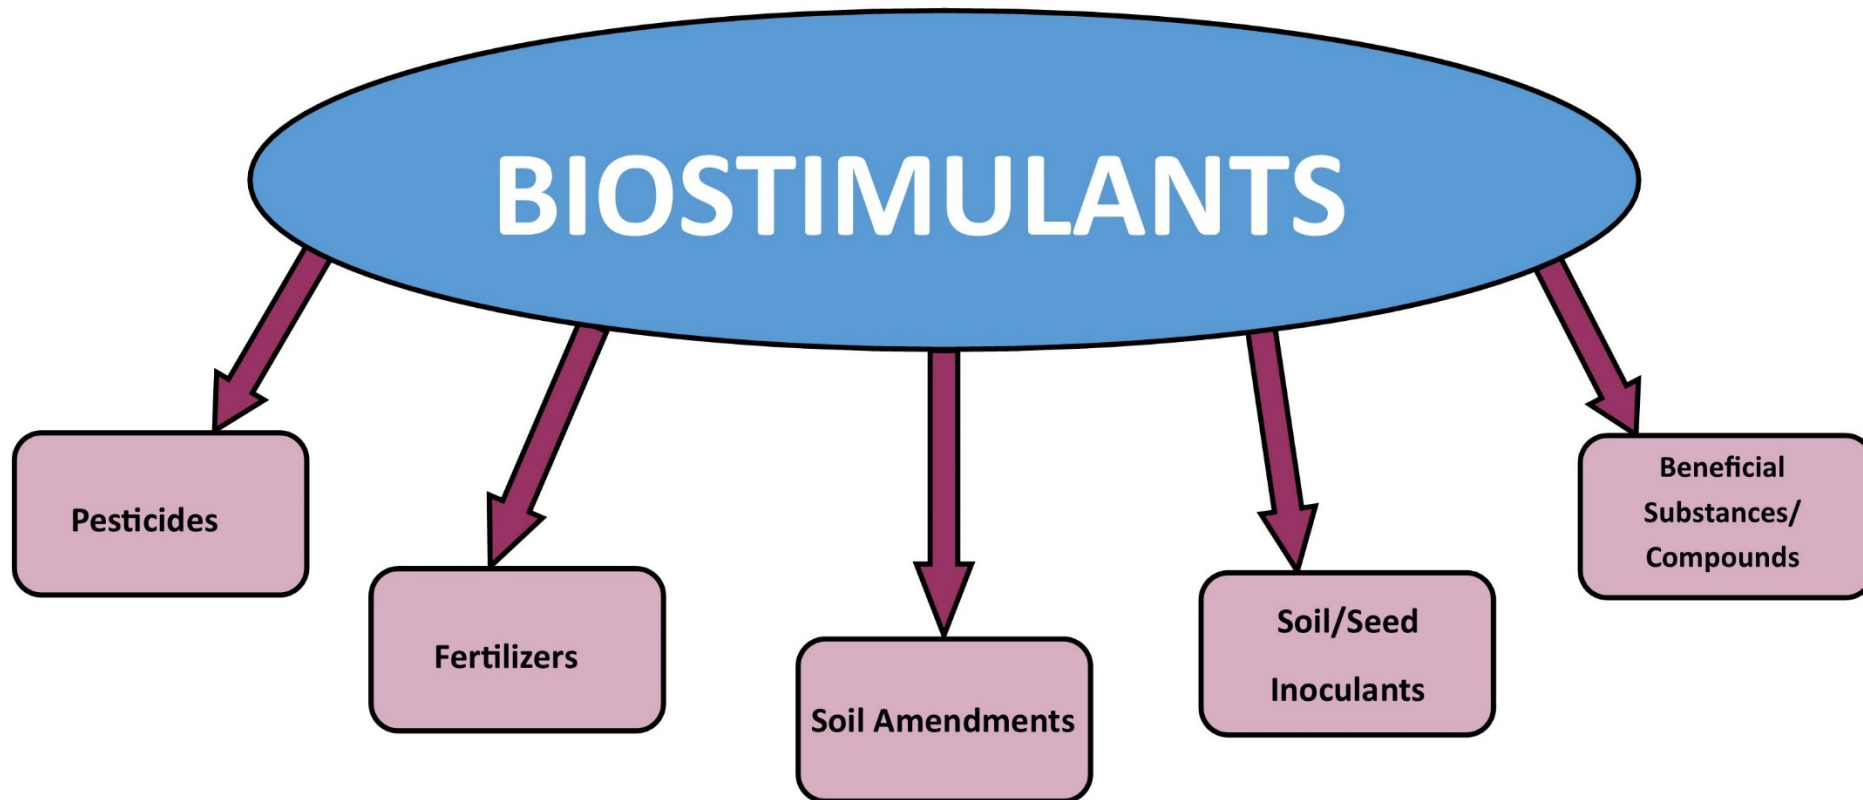 BIOSTIMULANTS
Pesticides
Fertilizers
Soil Amendments
Soil/Seed
Inoculants
Beneficial
Substances/
Compounds